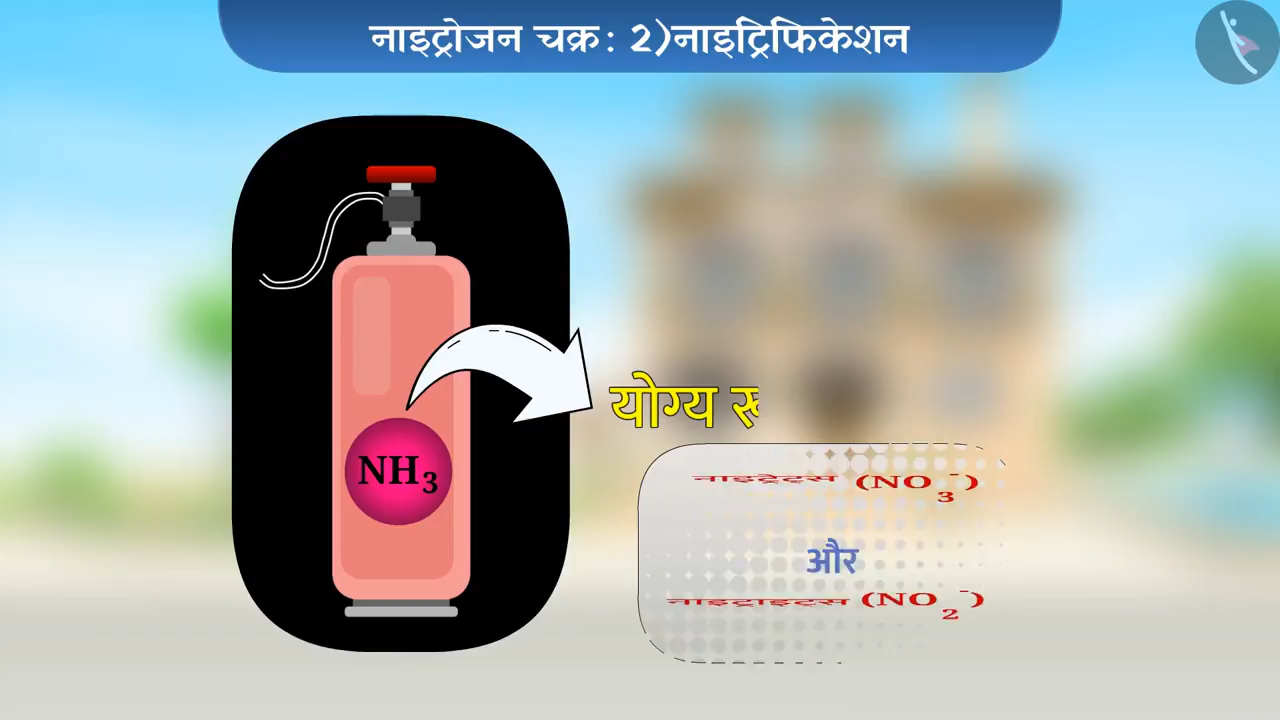 नाइट्रोजन चक्र: 2)नाइट्रिफिकेशन
NH₃
योग्य
नाइट्रेट्स (NO₃⁻)
और
नाइट्राइट्स (NO₂⁻)